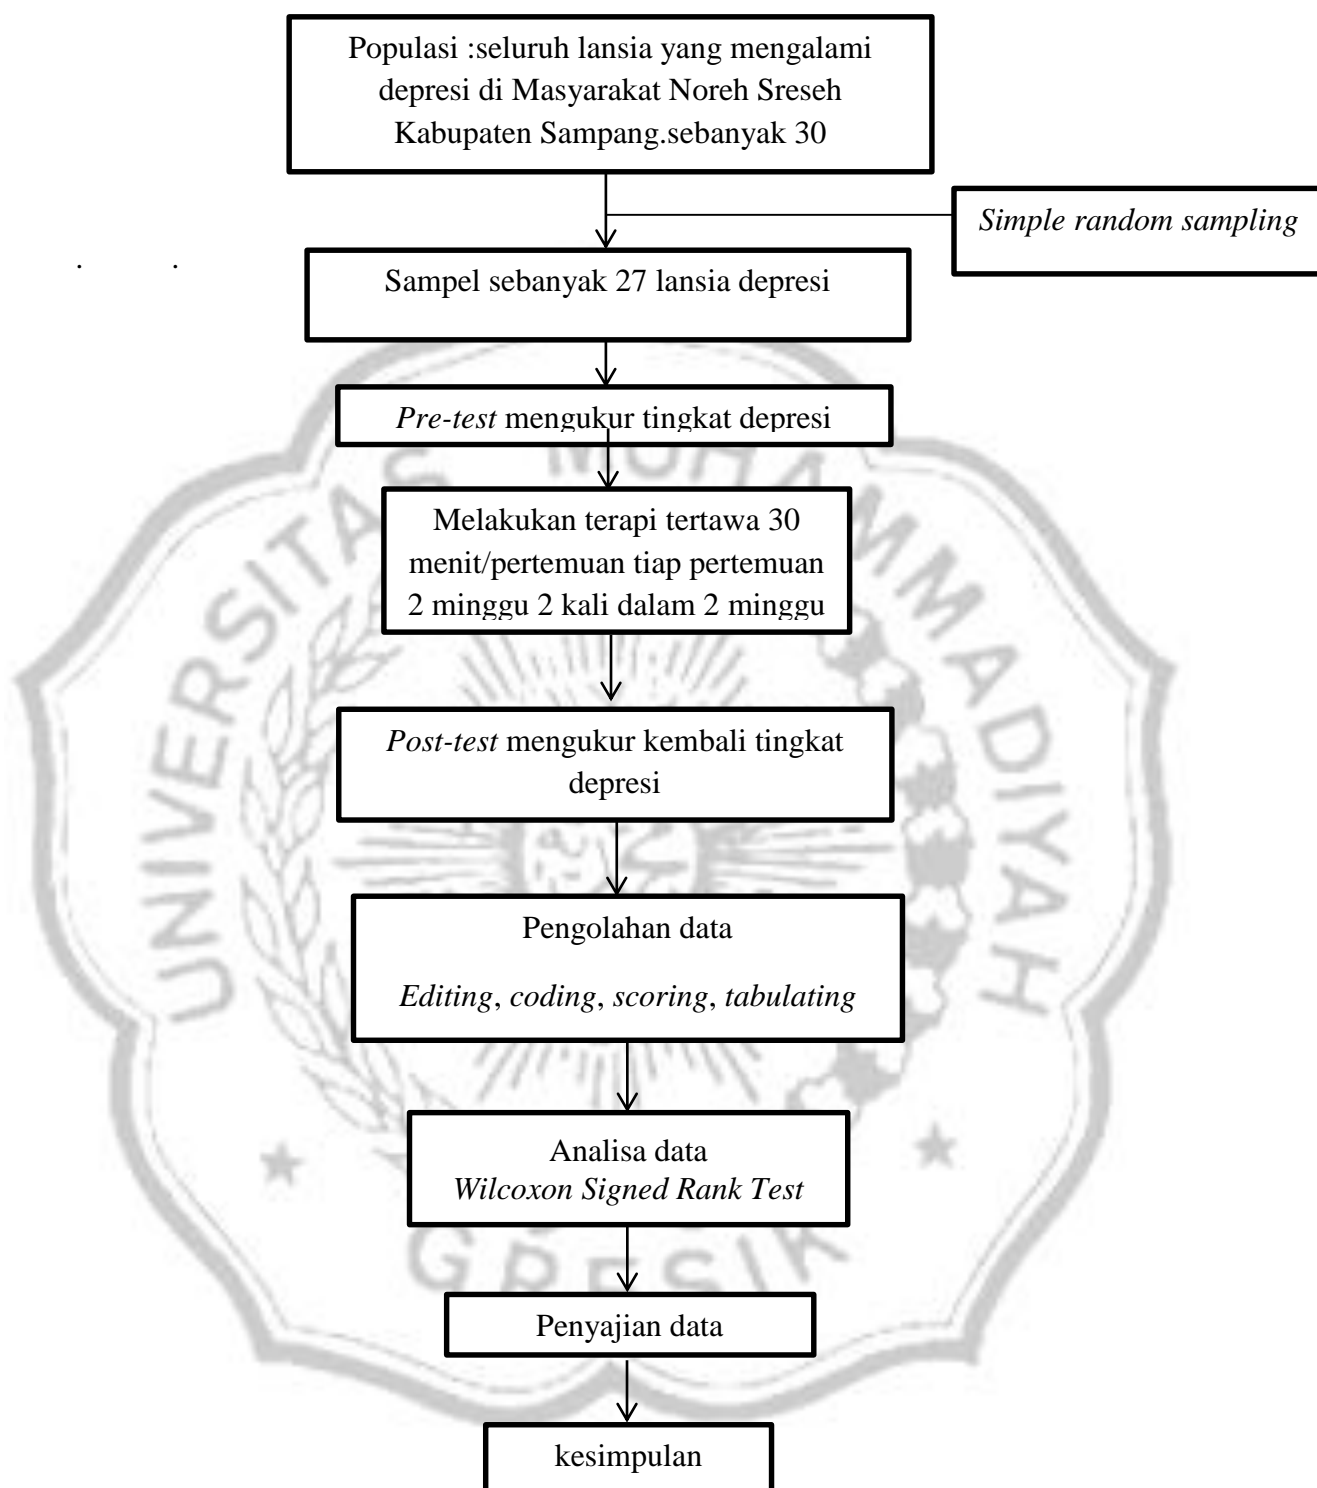 Populasi :seluruh lansia yang mengalami
depresi di Masyarakat Noreh Sreseh
Kabupaten Sampang.sebanyak 30
Simple random sampling
. .
Sampel sebanyak 27 lansia depresi
Pre-test mengukur tingkat depresi
Melakukan terapi tertawa 30
menit/pertemuan tiap pertemuan
2 minggu 2 kali dalam 2 minggu
Post-test mengukur kembali tingkat
depresi
Pengolahan data
Editing, coding, scoring, tabulating
Analisa data
Wilcoxon Signed Rank Test
Penyajian data
kesimpulan
UNIVERSITAS MUHAMMADIYAH
GRESIK